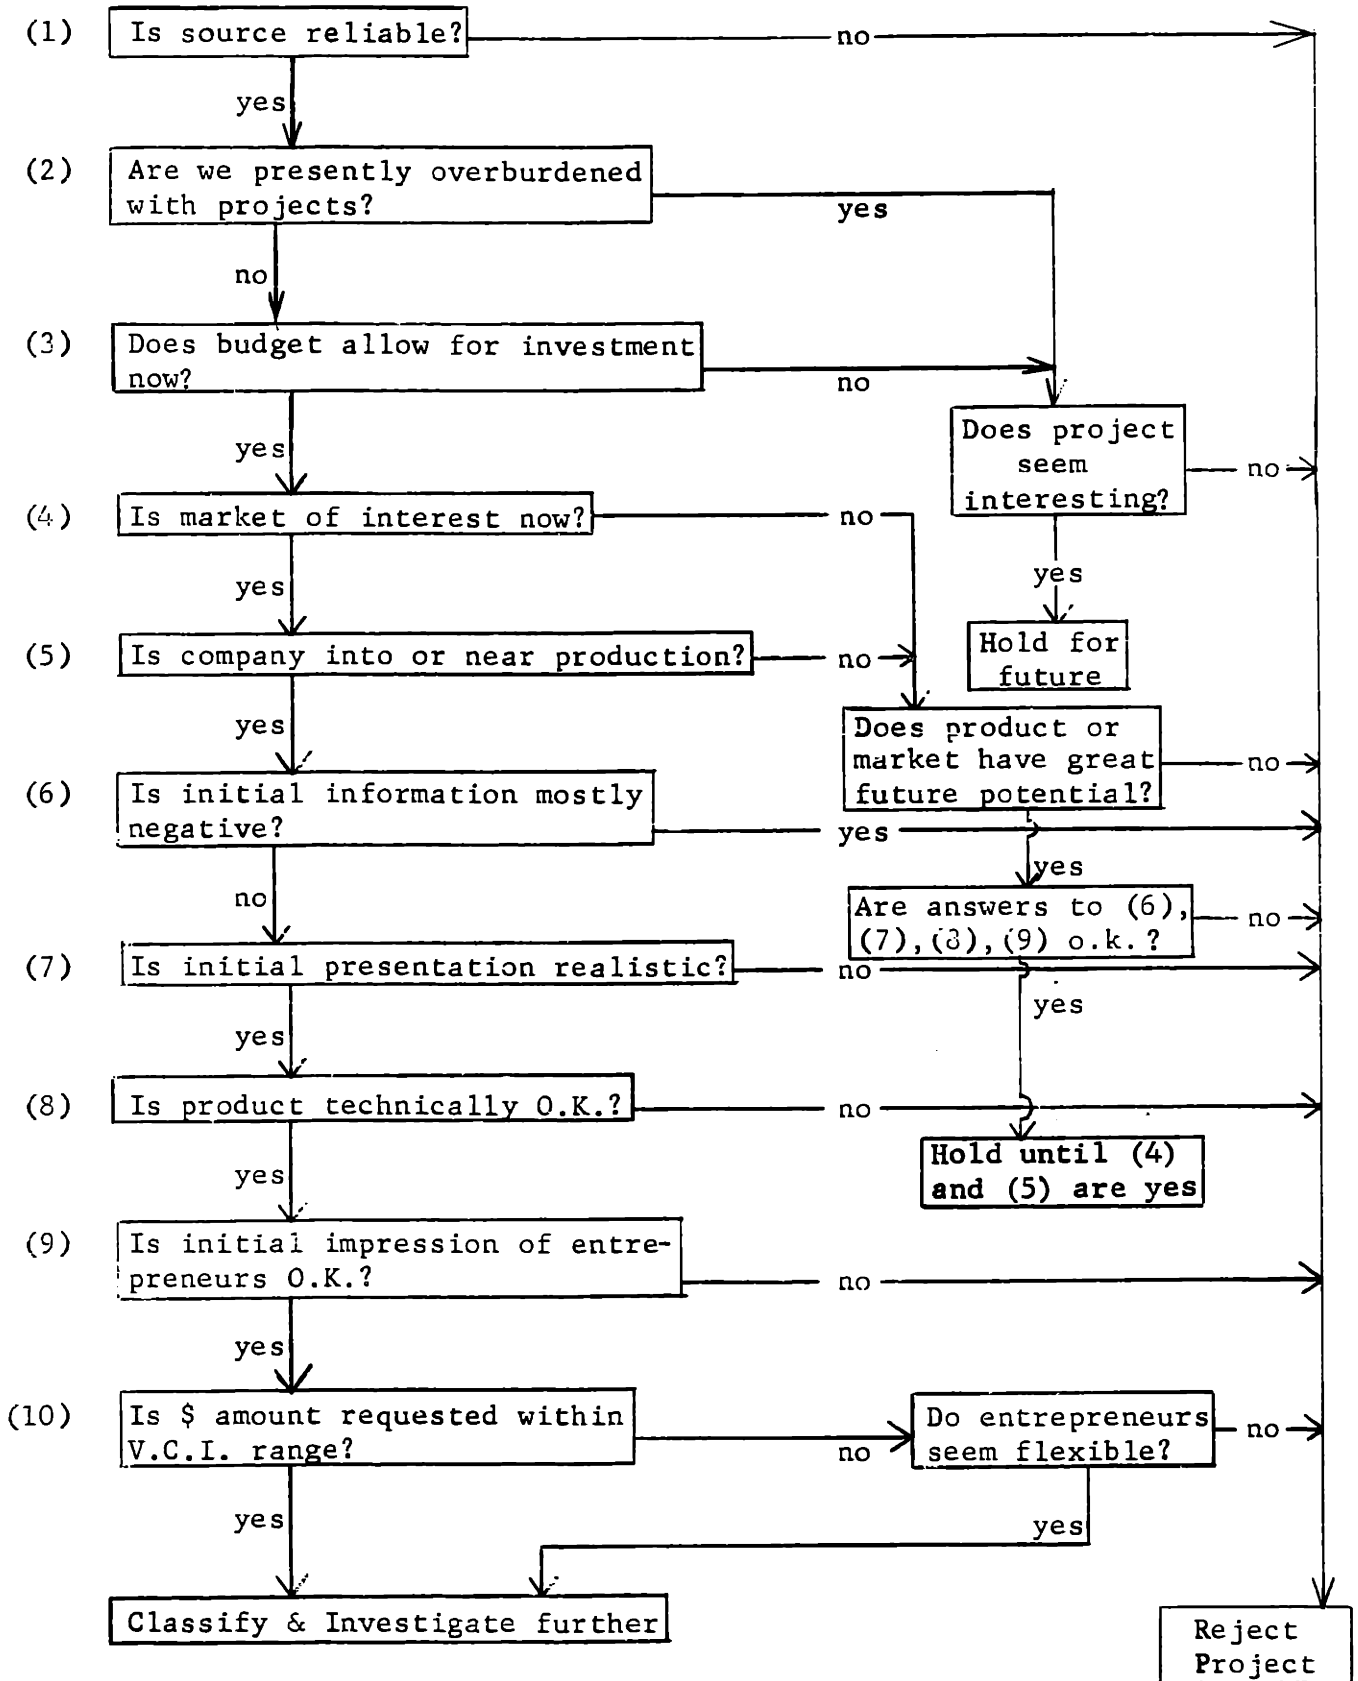 (1) Is source reliable? no
yes
(2) Are we presently overburdened
with projects? yes
no
(3) Does budget allow for investment
now? no
Does project
seem
interesting? no
yes
(4) Is market of interest now? no
yes
yes
(5) Is company into or near production? no
Hold for
future
yes
Does product or
market have great
future potential? no
(6) Is initial information mostly
negative? yes
yes
no
Are answers to (6),
(7),(8),(9) o.k.? no
(7) Is initial presentation realistic? no
yes
yes
(8) Is product technically O.K.? no
Hold until (4)
and (5) are yes
yes
(9) Is initial impression of entre-
preneurs O.K.? no
yes
(10) Is $ amount requested within
V.C.I. range? no
Do entrepreneurs
seem flexible? no
yes
yes
Classify & Investigate further
Reject
Project